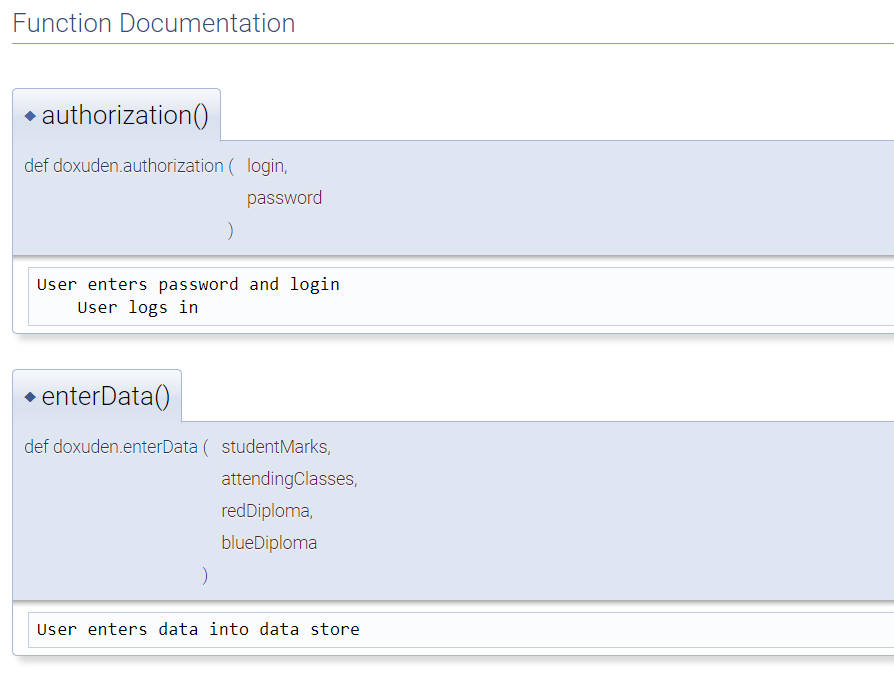 Function Documentation
◆ authorization()
def doxuden.authorization ( login,
password
)
User enters password and login
    User logs in
◆ enterData()
def doxuden.enterData ( studentMarks,
attendingClasses,
redDiploma,
blueDiploma
)
User enters data into data store